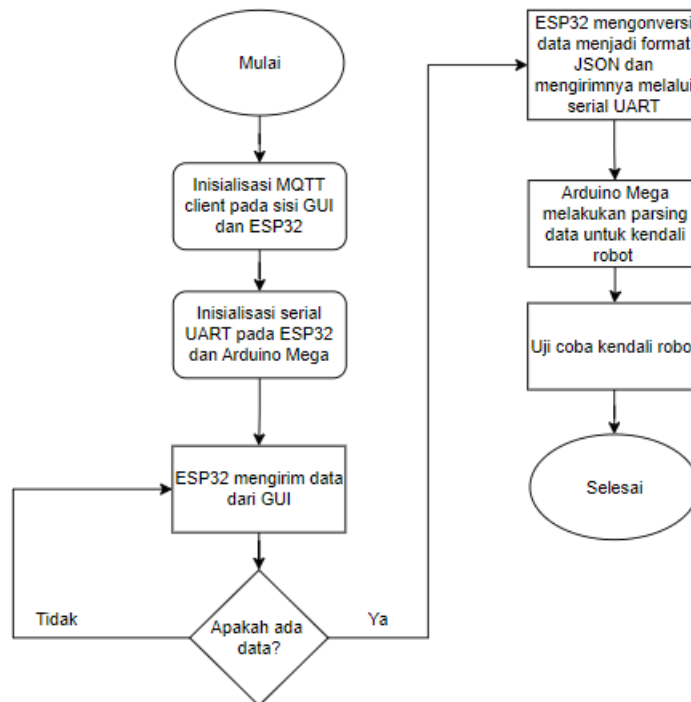 Mulai
Inisialisasi MQTT
client pada sisi GUI
dan ESP32
Inisialisasi serial
UART pada ESP32
dan Arduino Mega
ESP32 mengirim data
dari GUI
Apakah ada
data?
Tidak
Ya
ESP32 mengonversi
data menjadi format
JSON dan
mengirimnya melalui
serial UART
Arduino Mega
melakukan parsing
data untuk kendali
robot
Uji coba kendali robo
Selesai